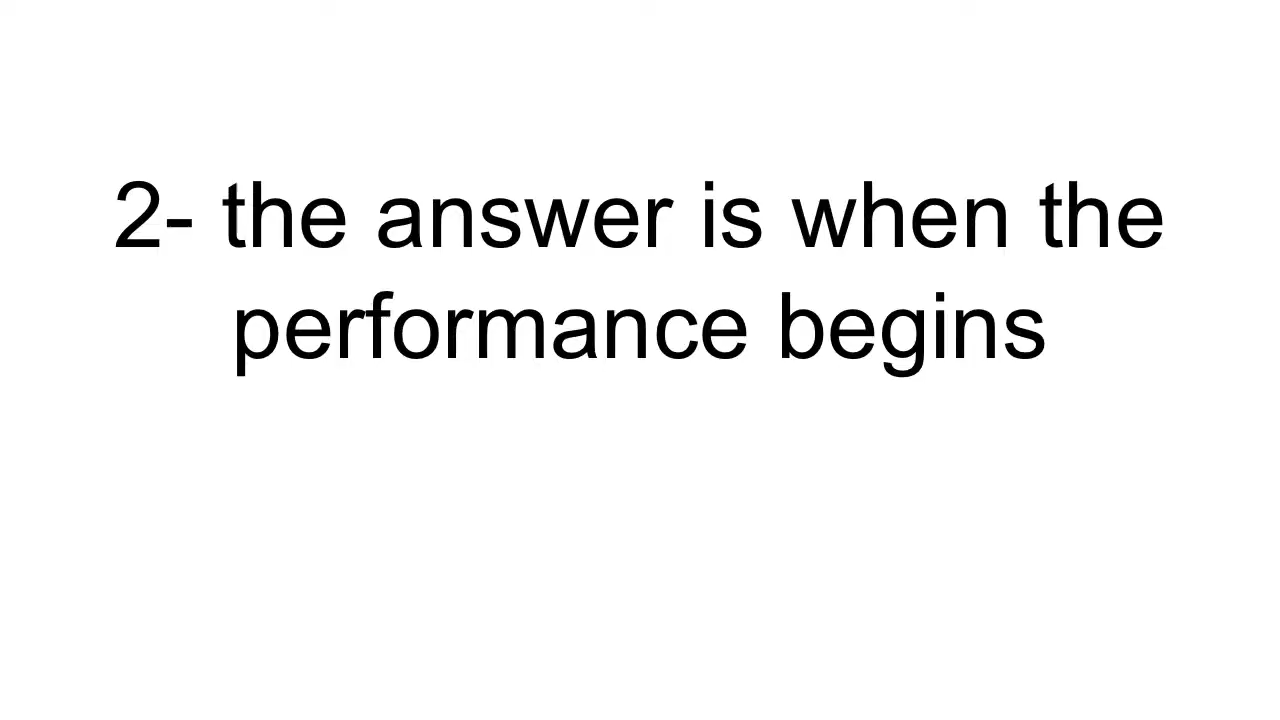 2- the answer is when the
performance begins